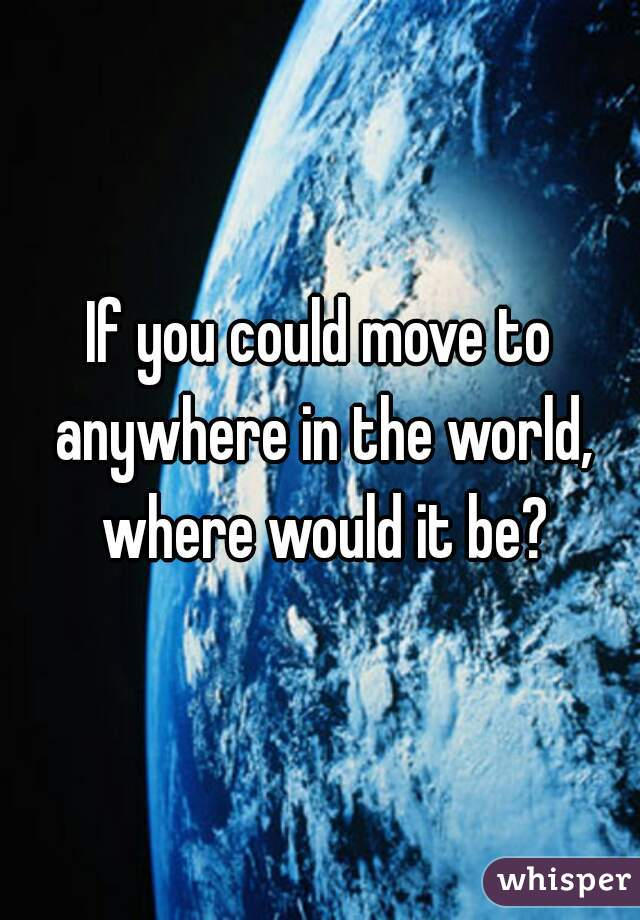 If you could move to
anywhere in the world,
where would it be?
whisper